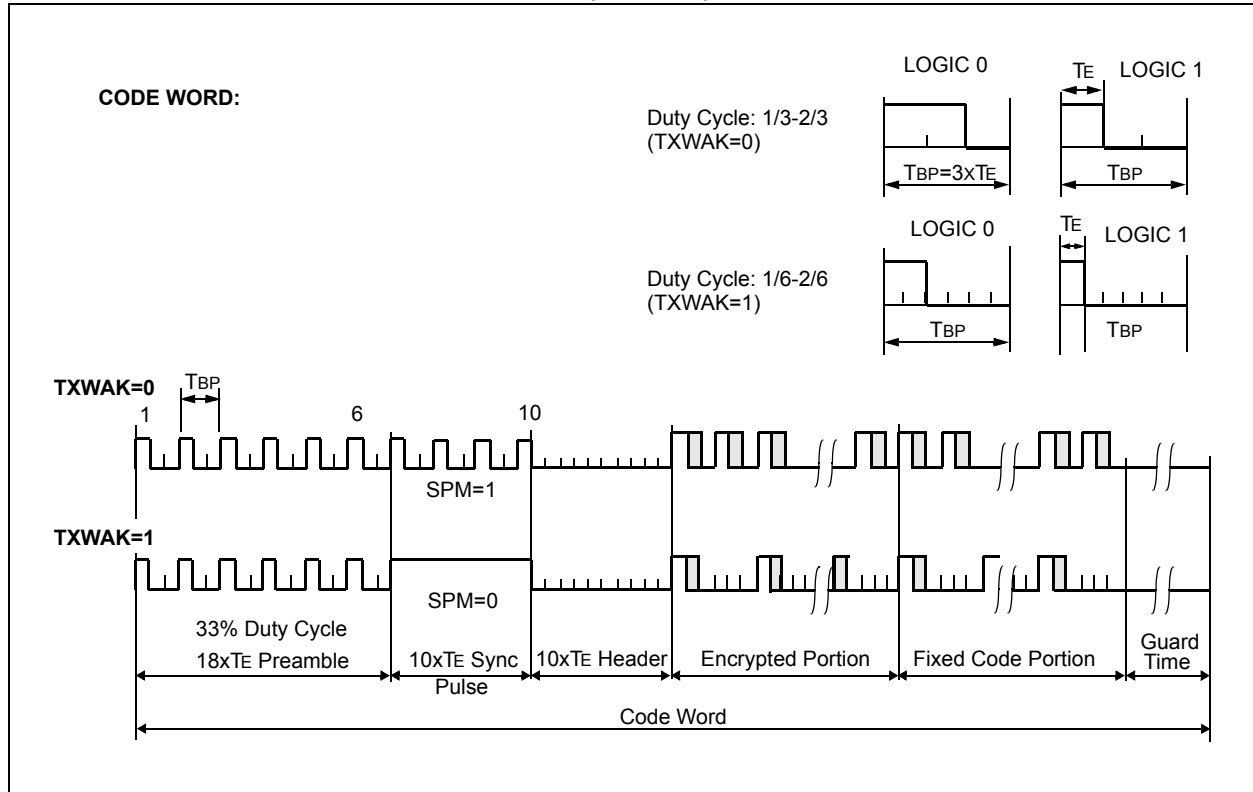 CODE WORD:
LOGIC 0
TE
LOGIC 1
Duty Cycle: 1/3-2/3
(TXWAK=0)
TBP=3xTE
TBP
LOGIC 0
TE
LOGIC 1
Duty Cycle: 1/6-2/6
(TXWAK=1)
TBP
TBP
TXWAK=0
TBP
1
6
10
SPM=1
TXWAK=1
SPM=0
33% Duty Cycle
18xTE Preamble
10xTE Sync
Pulse
10xTE Header
Encrypted Portion
Fixed Code Portion
Guard
Time
Code Word